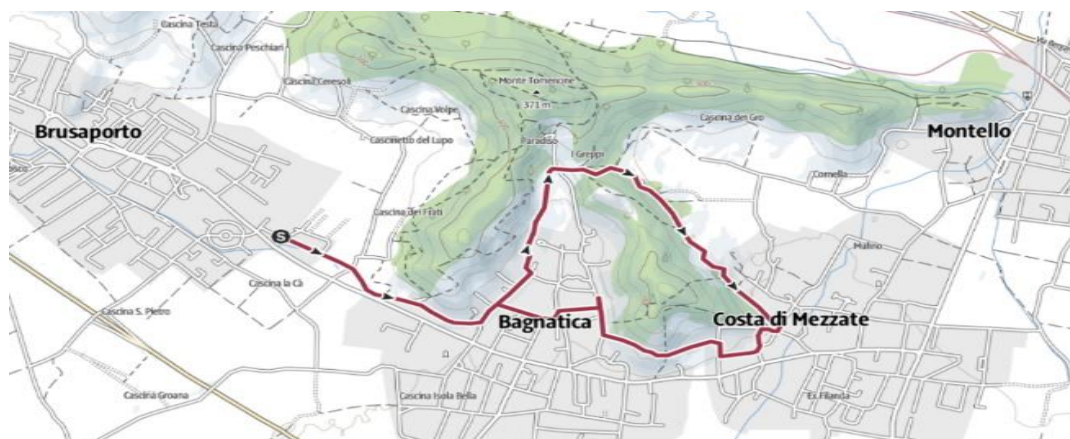 Cascina Testa
Cascina Peschiari
Cascina Ceresoli
Monte Tomenone
371 m
Cascina Volpe
Brusaporto
Cascinetto del Lupo
Paradiso
I Greppi
Cascina dei Gro
Montello
Comella
Cascina dei Frati
S
Malino
Cascina la Cà
Cascina S. Pietro
Bagnatica
Costa di Mezzate
Cascina Groana
Cascina Isola Bella
Ex Filanda